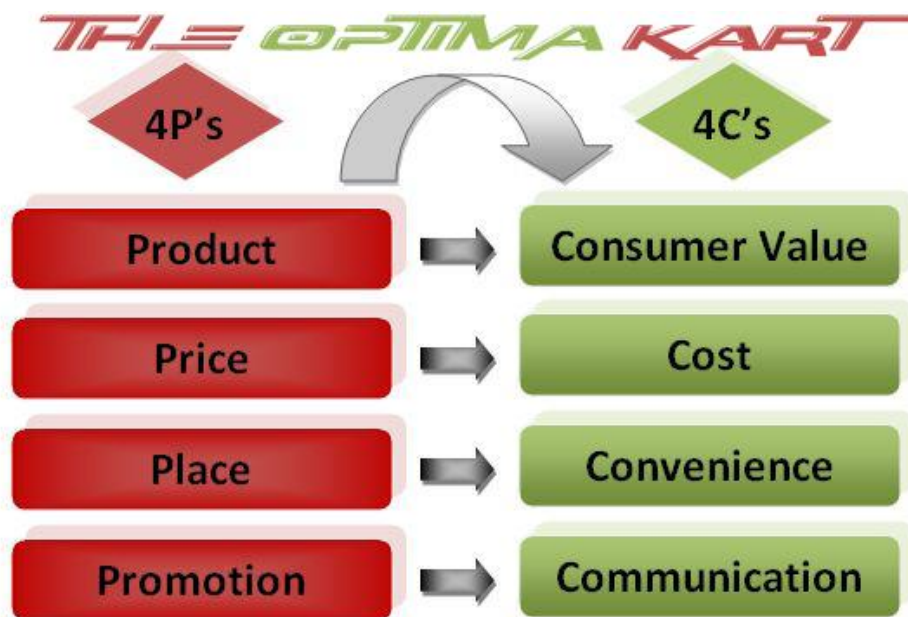 THE OPTIMA KART
4P's 4C's
Product Consumer Value
Price Cost
Place Convenience
Promotion Communication